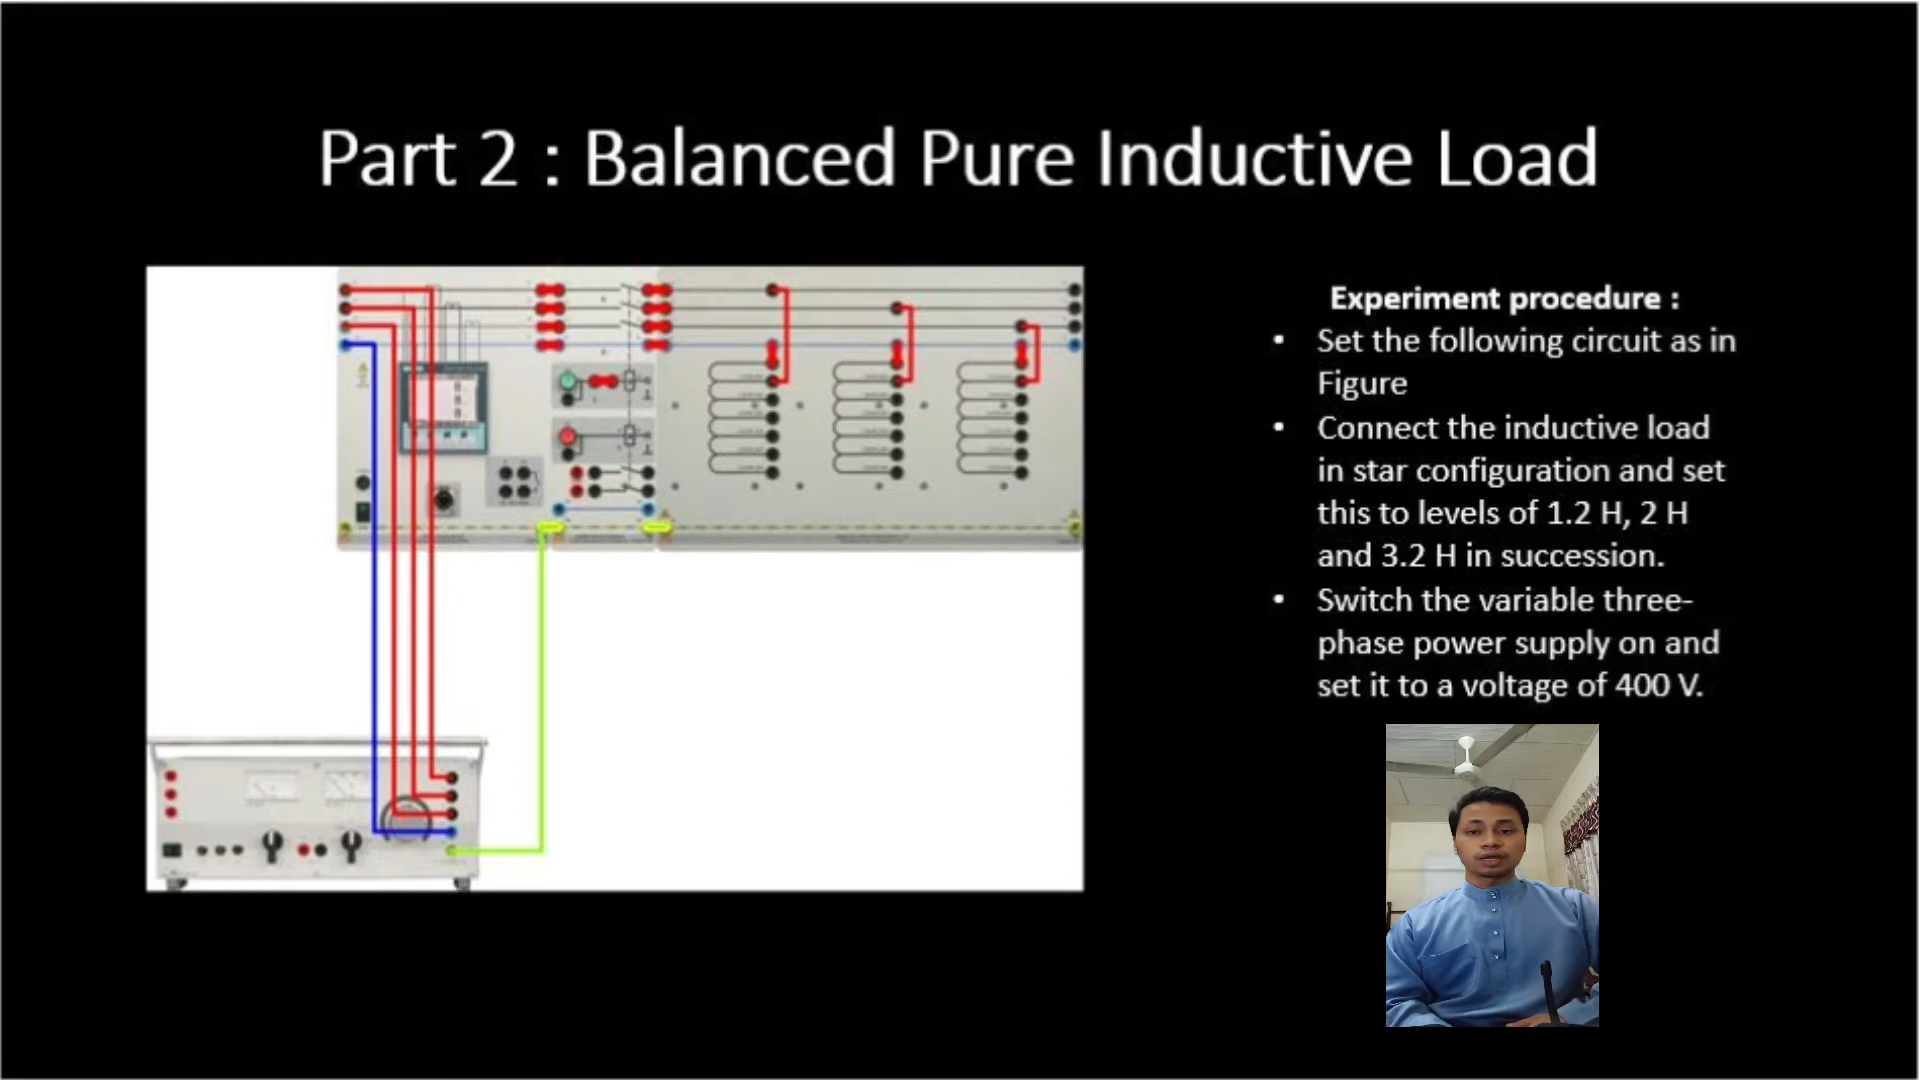 Part 2 : Balanced Pure Inductive Load
Experiment procedure :
• Set the following circuit as in
Figure
• Connect the inductive load
in star configuration and set
this to levels of 1.2 H, 2 H
and 3.2 H in succession.
• Switch the variable three-
phase power supply on and
set it to a voltage of 400 V.